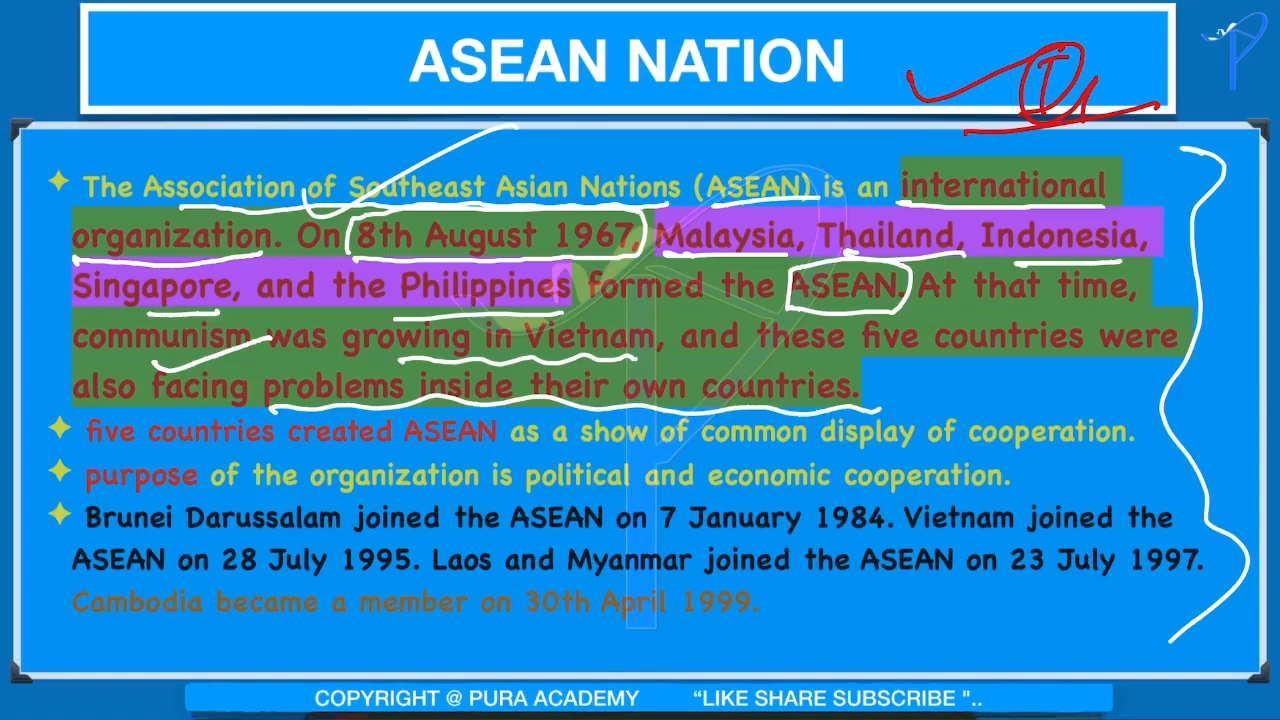 ASEAN NATION
The Association of Southeast Asian Nations (ASEAN) is an international
organization. On 8th August 1967, Malaysia, Thailand, Indonesia,
Singapore, and the Philippines formed the ASEAN. At that time,
communism was growing in Vietnam, and these five countries were
also facing problems inside their own countries.
five countries created ASEAN as a show of common display of cooperation.
purpose of the organization is political and economic cooperation.
Brunei Darussalam joined the ASEAN on 7 January 1984. Vietnam joined the
ASEAN on 28 July 1995. Laos and Myanmar joined the ASEAN on 23 July 1997.
Cambodia became a member on 30th April 1999.
COPYRIGHT @ PURA ACADEMY “LIKE SHARE SUBSCRIBE "..